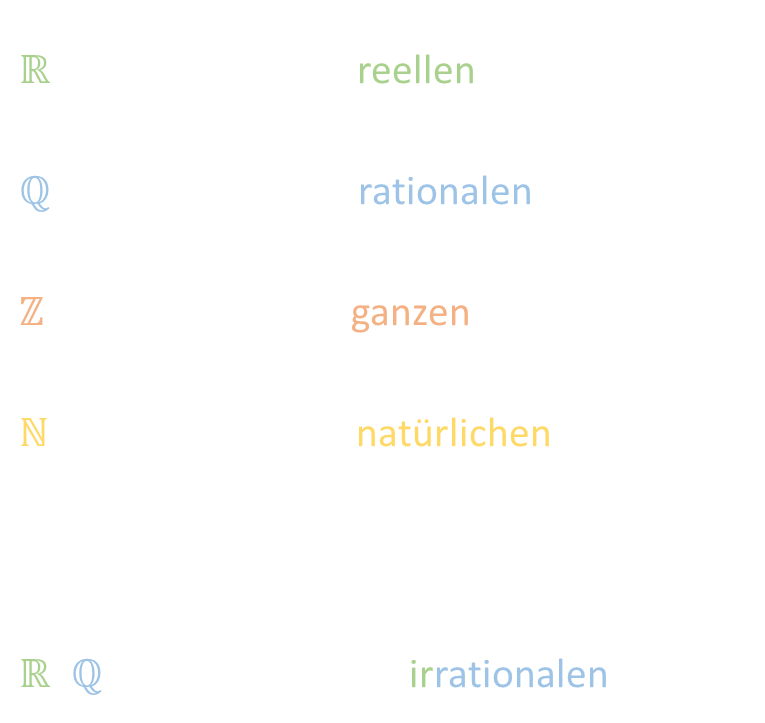 ℝ reellen
ℚ rationalen
ℤ ganzen
ℕ natürlichen
ℝ ℚ irrationalen